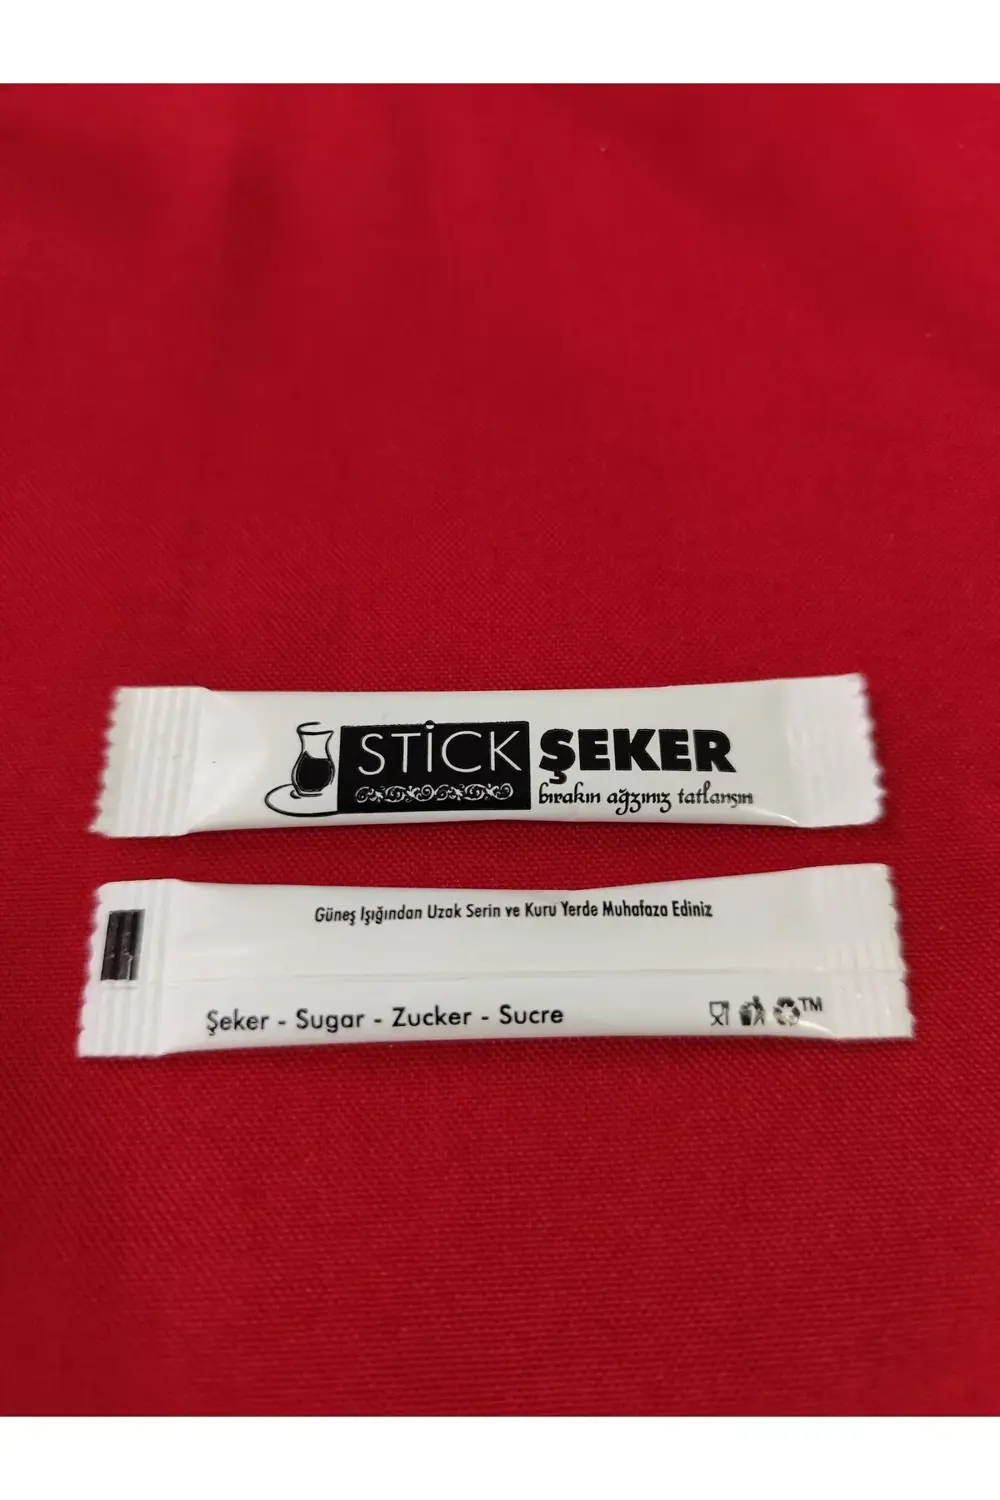 STİCK ŞEKER
bırakın ağzınız tatlansın
Güneş Işığından Uzak Serin ve Kuru Yerde Muhafaza Ediniz
Şeker - Sugar - Zucker - Sucre
TM